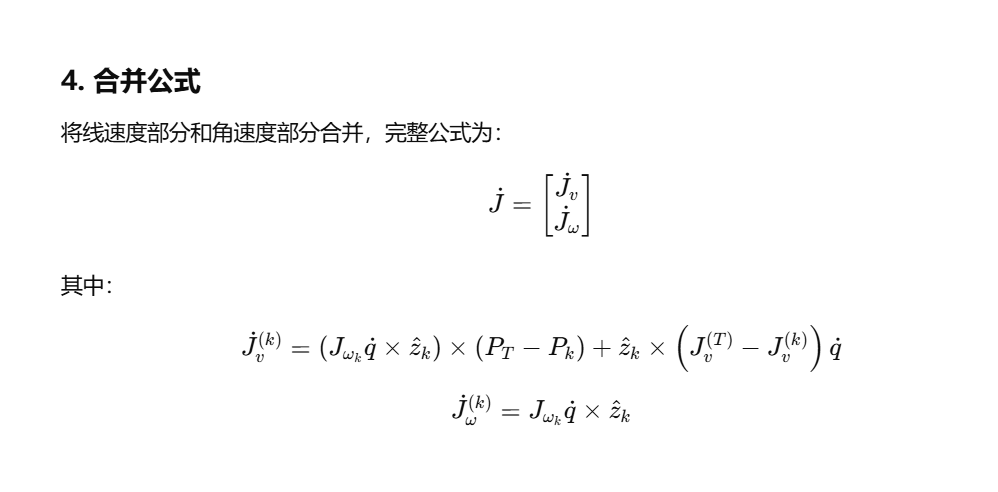 4. 合并公式
将线速度部分和角速度部分合并，完整公式为：
$\dot{J} = \begin{bmatrix} \dot{J}_v \\ \dot{J}_\omega \end{bmatrix}$
其中：
$\dot{J}_v^{(k)} = (J_{\omega_k}\dot{q} \times \hat{z}_k) \times (P_T - P_k) + \hat{z}_k \times \left(J_v^{(T)} - J_v^{(k)}\right)\dot{q}$
$\dot{J}_\omega^{(k)} = J_{\omega_k}\dot{q} \times \hat{z}_k$